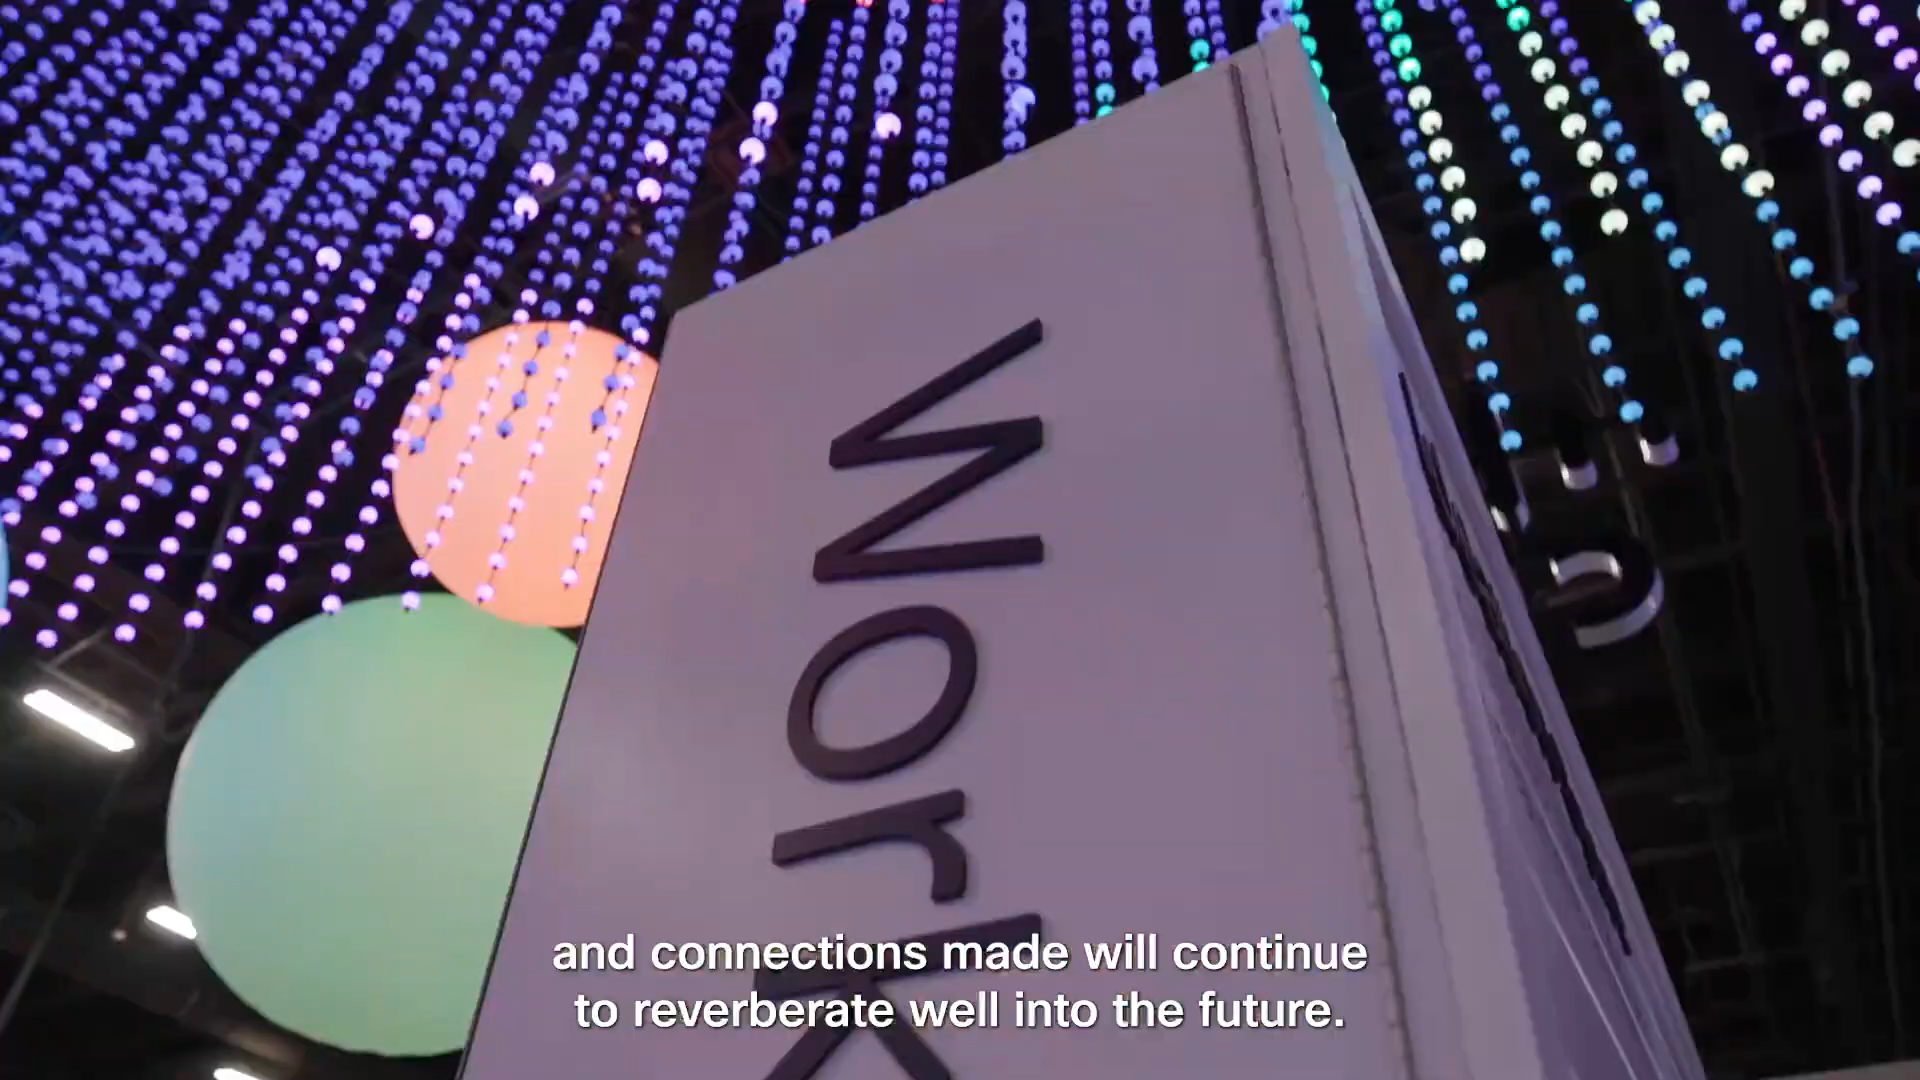 Work
and connections made will continue
to reverberate well into the future.